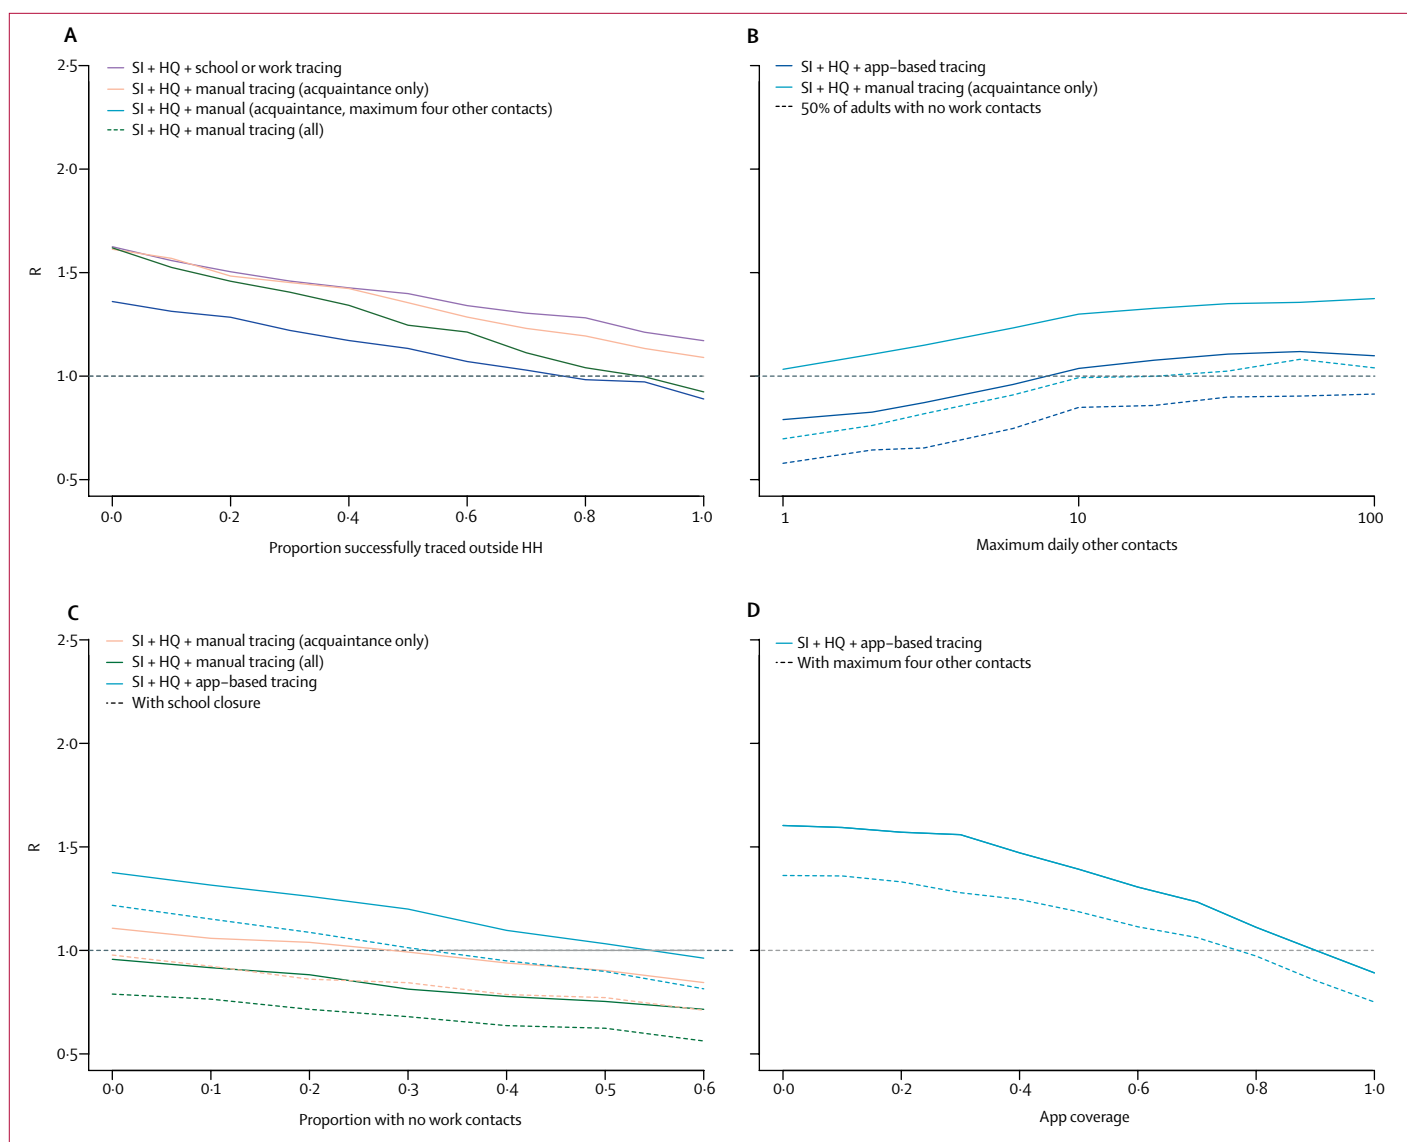 A
SI + HQ + school or work tracing
SI + HQ + manual tracing (acquaintance only)
SI + HQ + manual (acquaintance, maximum four other contacts)
SI + HQ + manual tracing (all)
2·5
2·0
1·5
1·0
0·5
R
0·0 0·2 0·4 0·6 0·8 1·0
Proportion successfully traced outside HH
B
SI + HQ + app–based tracing
SI + HQ + manual tracing (acquaintance only)
50% of adults with no work contacts
1 10 100
Maximum daily other contacts
C
SI + HQ + manual tracing (acquaintance only)
SI + HQ + manual tracing (all)
SI + HQ + app–based tracing
With school closure
2·5
2·0
1·5
1·0
0·5
R
0·0 0·1 0·2 0·3 0·4 0·5 0·6
Proportion with no work contacts
D
SI + HQ + app–based tracing
With maximum four other contacts
0·0 0·2 0·4 0·6 0·8 1·0
App coverage